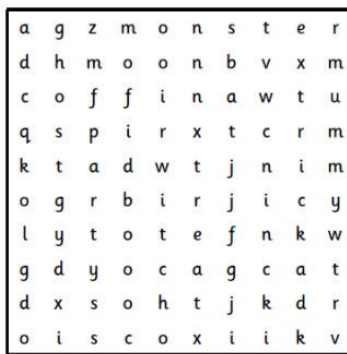 a g z m o n s t e r
d h m o o n b v x m
c o f f i n a w t u
q s p i r x t c r m
k t a d w t j n i m
o g r b i r j i c y
l y t o t e f n k w
g d y o c a g c a t
d x s o h t j k d r
o i s c o x i i k v